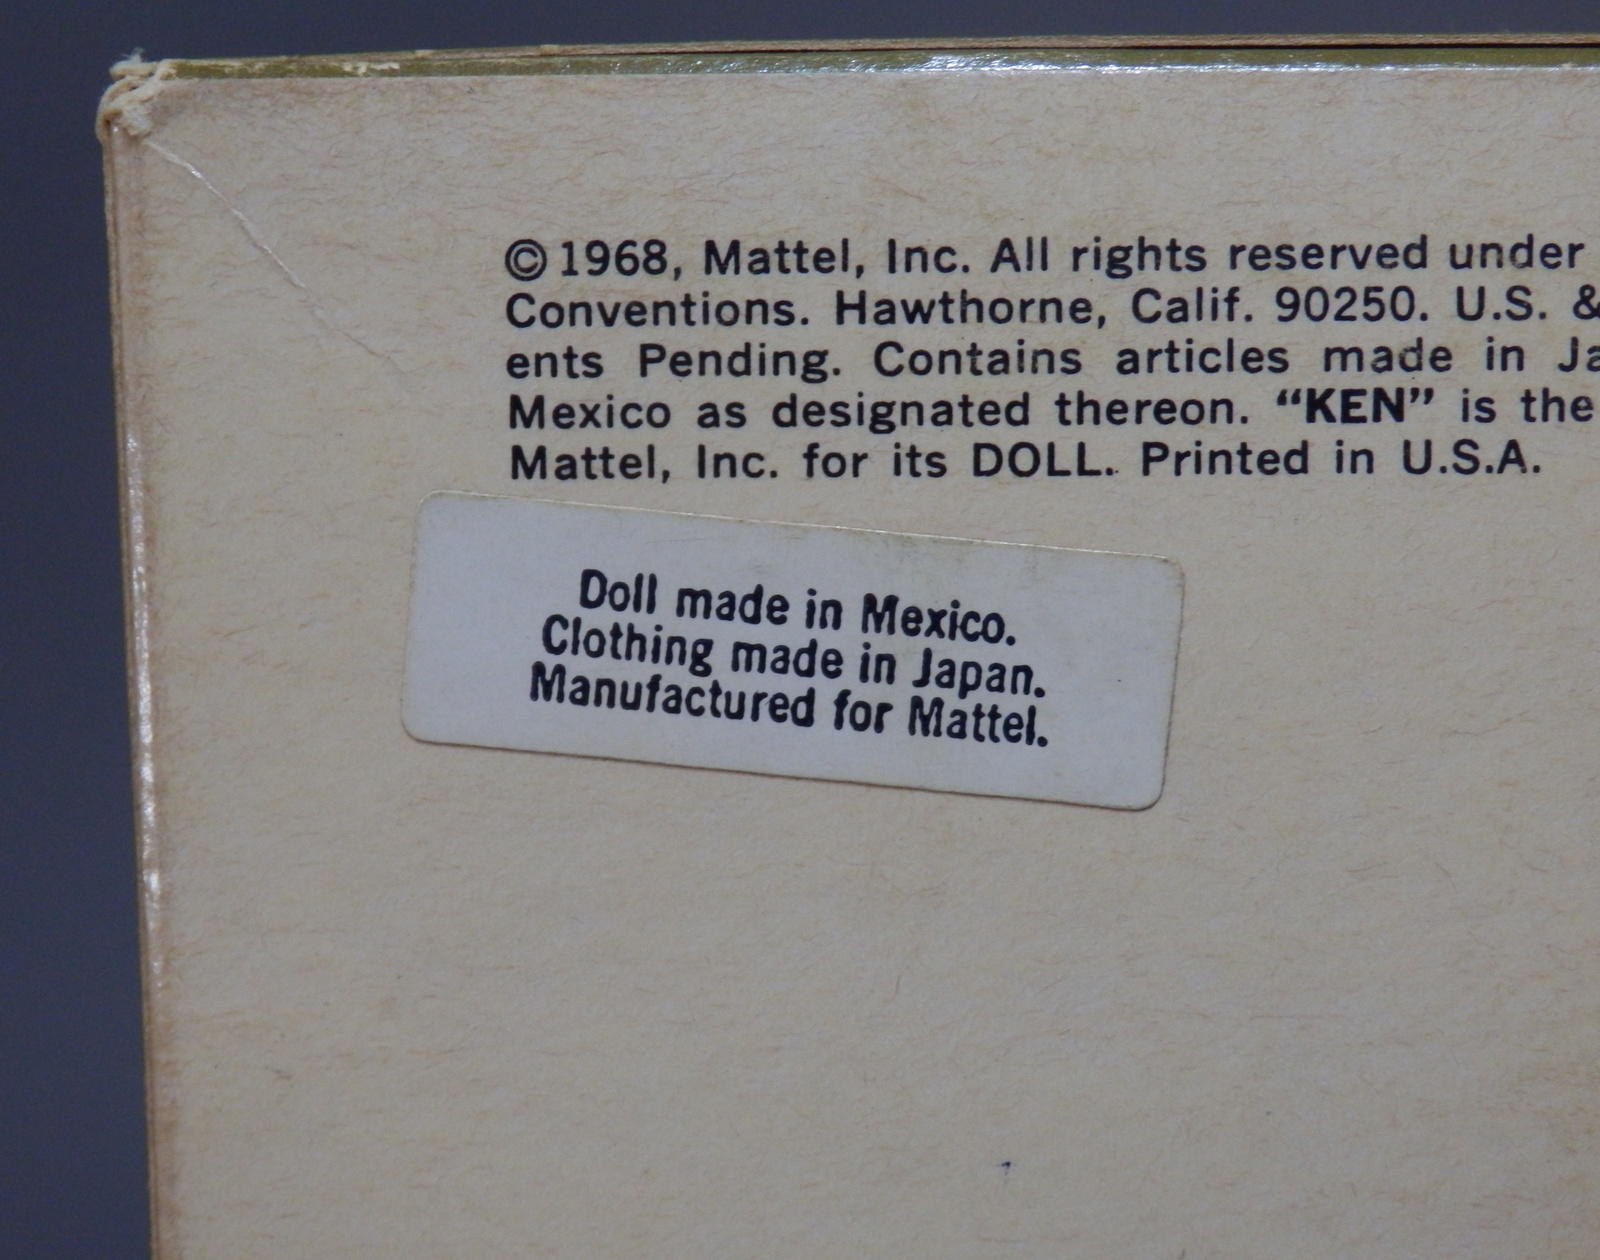 ©1968, Mattel, Inc. All rights reserved under
Conventions. Hawthorne, Calif. 90250. U.S. &
ents Pending. Contains articles made in Ja
Mexico as designated thereon. “KEN” is the
Mattel, Inc. for its DOLL. Printed in U.S.A.
Doll made in Mexico.
Clothing made in Japan.
Manufactured for Mattel.